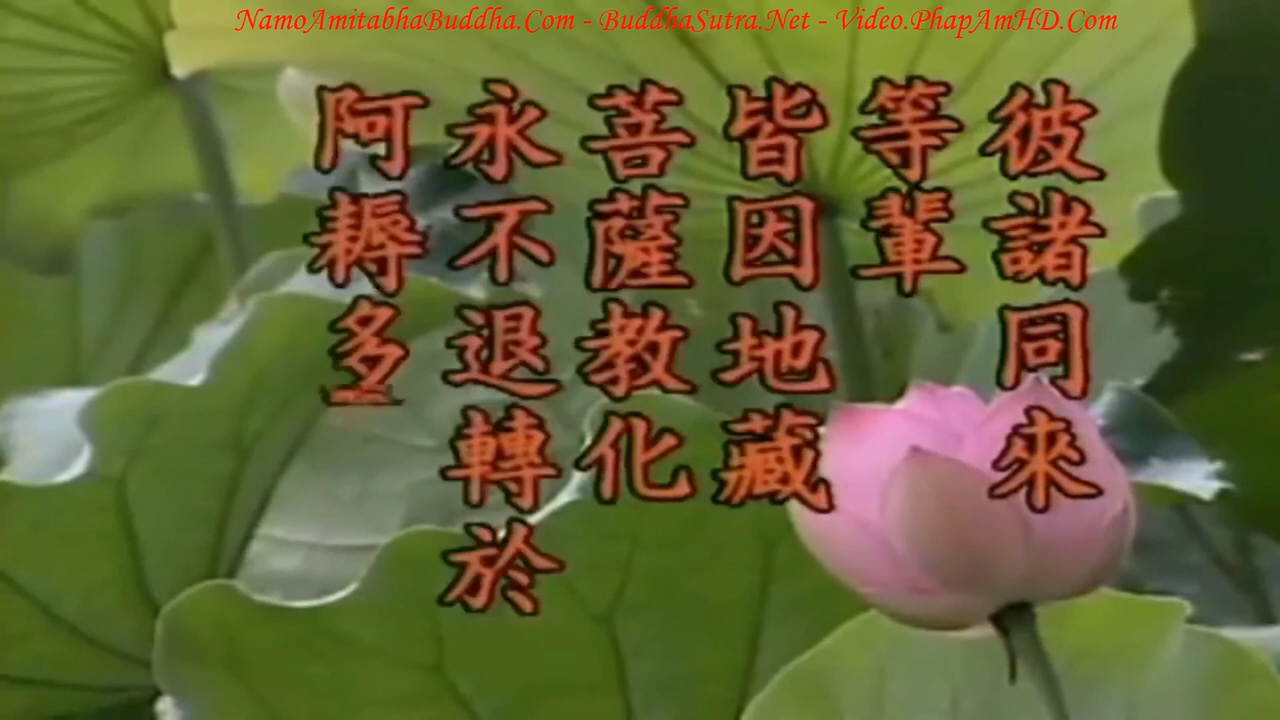 NamoAmitabhaBuddha.Com - BuddhaSutra.Net - Video.PhapAmHD.Com
彼諸同來
等輩
皆因地藏
菩薩教化
永不退轉於
阿耨多